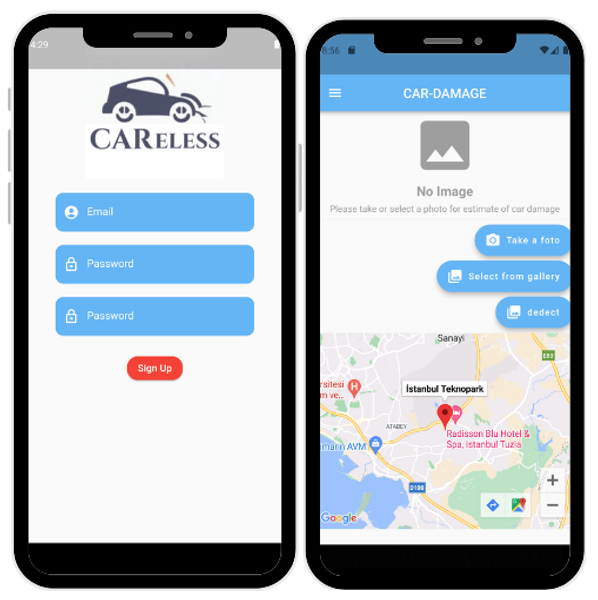 4:29
CARELESS
Email
Password
Password
Sign Up
8:56
CAR-DAMAGE
No Image
Please take or select a photo for estimate of car damage
Take a foto
Select from gallery
dedect
Sanayi
E80
rsitesi
m ve...
H
İstanbul Teknopark
ATABEY
Radisson Blu Hotel &
Spa, Istanbul Tuzla
marin AVM
D100
+
−
Google